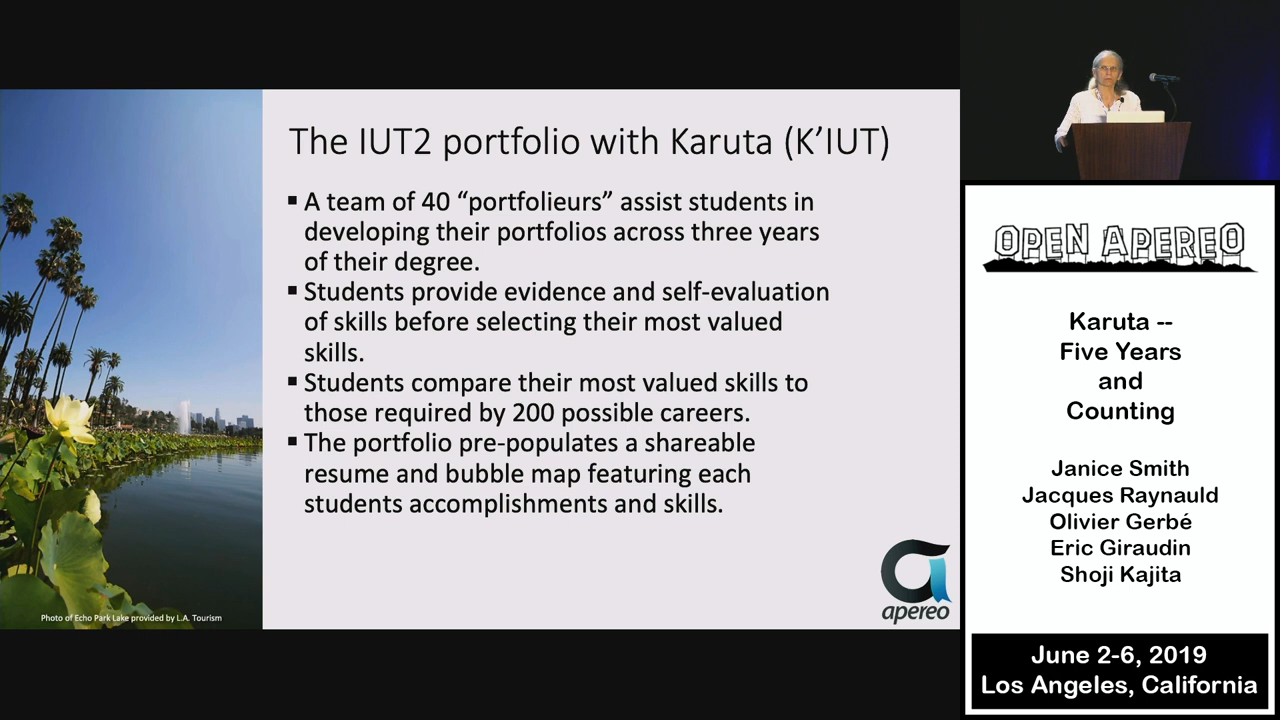 The IUT2 portfolio with Karuta (K’IUT)
▪ A team of 40 “portfolieurs” assist students in
developing their portfolios across three years
of their degree.
▪ Students provide evidence and self-evaluation
of skills before selecting their most valued
skills.
▪ Students compare their most valued skills to
those required by 200 possible careers.
▪ The portfolio pre-populates a shareable
resume and bubble map featuring each
students accomplishments and skills.
apereo
Photo of Echo Park Lake provided by L.A. Tourism
OPEN APEREO
Karuta --
Five Years
and
Counting
Janice Smith
Jacques Raynauld
Olivier Gerbé
Eric Giraudin
Shoji Kajita
June 2-6, 2019
Los Angeles, California